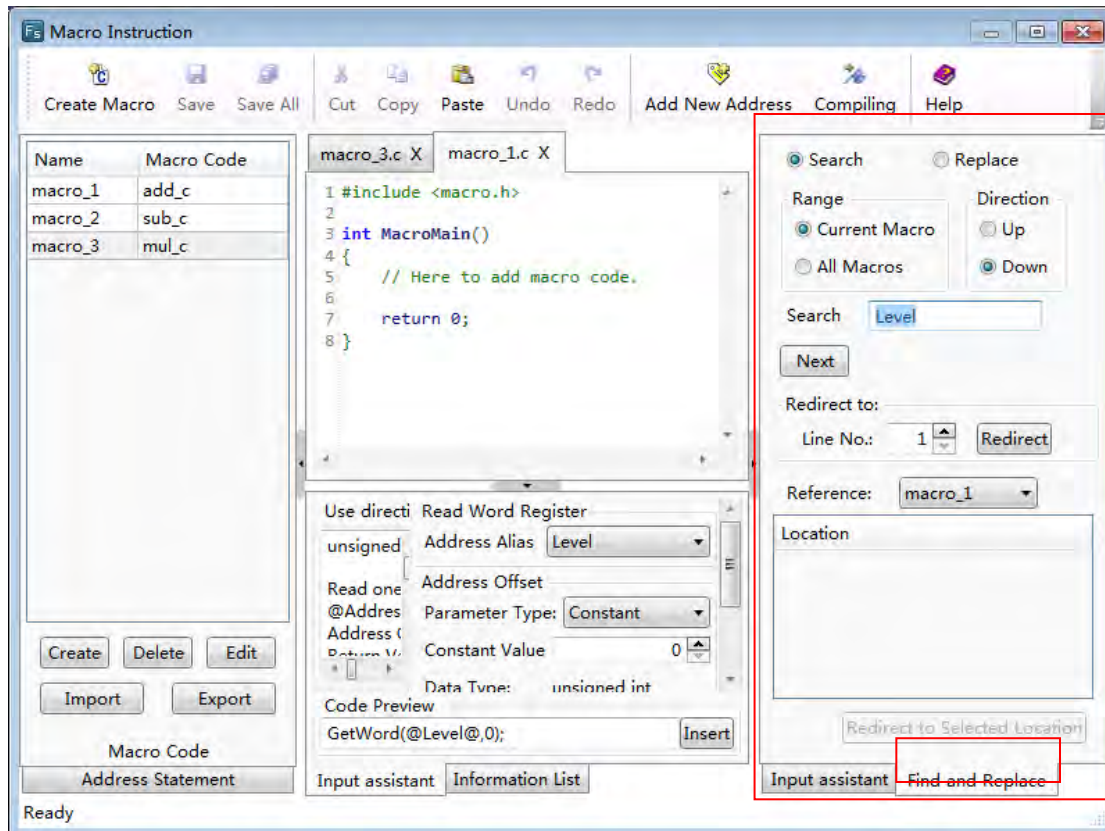 Fs Macro Instruction
Create Macro Save Save All Cut Copy Paste Undo Redo Add New Address Compiling Help
Name Macro Code
macro_1 add_c
macro_2 sub_c
macro_3 mul_c
Create Delete Edit
Import Export
Macro Code
Address Statement
macro_3.c X macro_1.c X
1 #include <macro.h>
2
3 int MacroMain()
4 {
5 // Here to add macro code.
6
7 return 0;
8 }
Use directi
unsigned
Read one
@Addres
Address
Read Word Register
Address Alias Level
Address Offset
Parameter Type: Constant
Constant Value 0
Data Type: unsigned int
Code Preview
GetWord(@Level@,0); Insert
Input assistant Information List
Search Replace
Range Direction
Current Macro Up
All Macros Down
Search Level
Next
Redirect to:
Line No.: 1 Redirect
Reference: macro_1
Location
Redirect to Selected Location
Input assistant Find and Replace
Ready